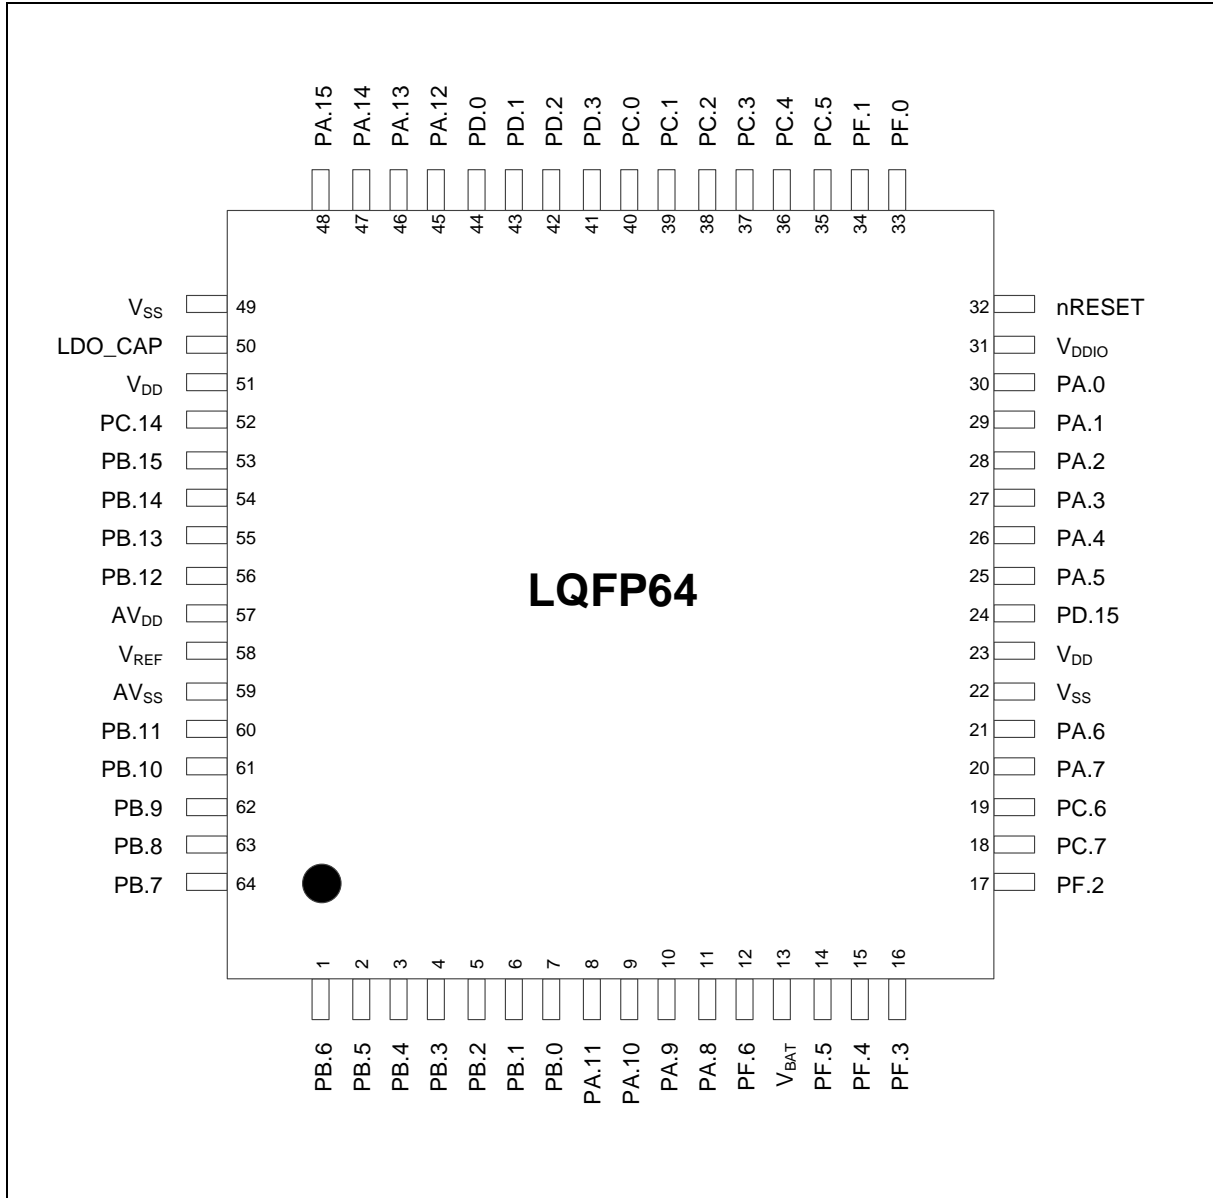 PA.15 PA.14 PA.13 PA.12 PD.0 PD.1 PD.2 PD.3 PC.0 PC.1 PC.2 PC.3 PC.4 PC.5 PF.1 PF.0
48 47 46 45 44 43 42 41 40 39 38 37 36 35 34 33
VSS 49 32 nRESET
LDO_CAP 50 31 VDDIO
VDD 51 30 PA.0
PC.14 52 29 PA.1
PB.15 53 28 PA.2
PB.14 54 27 PA.3
PB.13 55 26 PA.4
PB.12 56 25 PA.5
LQFP64
AVDD 57 24 PD.15
VREF 58 23 VDD
AVSS 59 22 VSS
PB.11 60 21 PA.6
PB.10 61 20 PA.7
PB.9 62 19 PC.6
PB.8 63 18 PC.7
PB.7 64 17 PF.2
1 2 3 4 5 6 7 8 9 10 11 12 13 14 15 16
PB.6 PB.5 PB.4 PB.3 PB.2 PB.1 PB.0 PA.11 PA.10 PA.9 PA.8 PF.6 VBAT PF.5 PF.4 PF.3